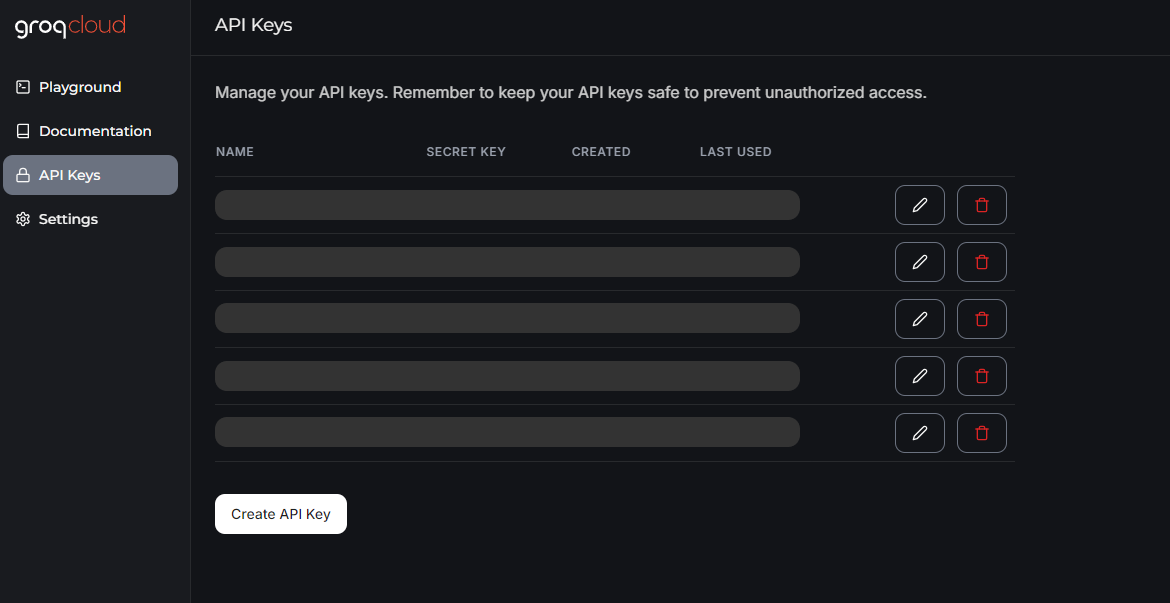 groqcloud
API Keys
Playground
Documentation
API Keys
Settings
Manage your API keys. Remember to keep your API keys safe to prevent unauthorized access.
NAME SECRET KEY CREATED LAST USED
Create API Key